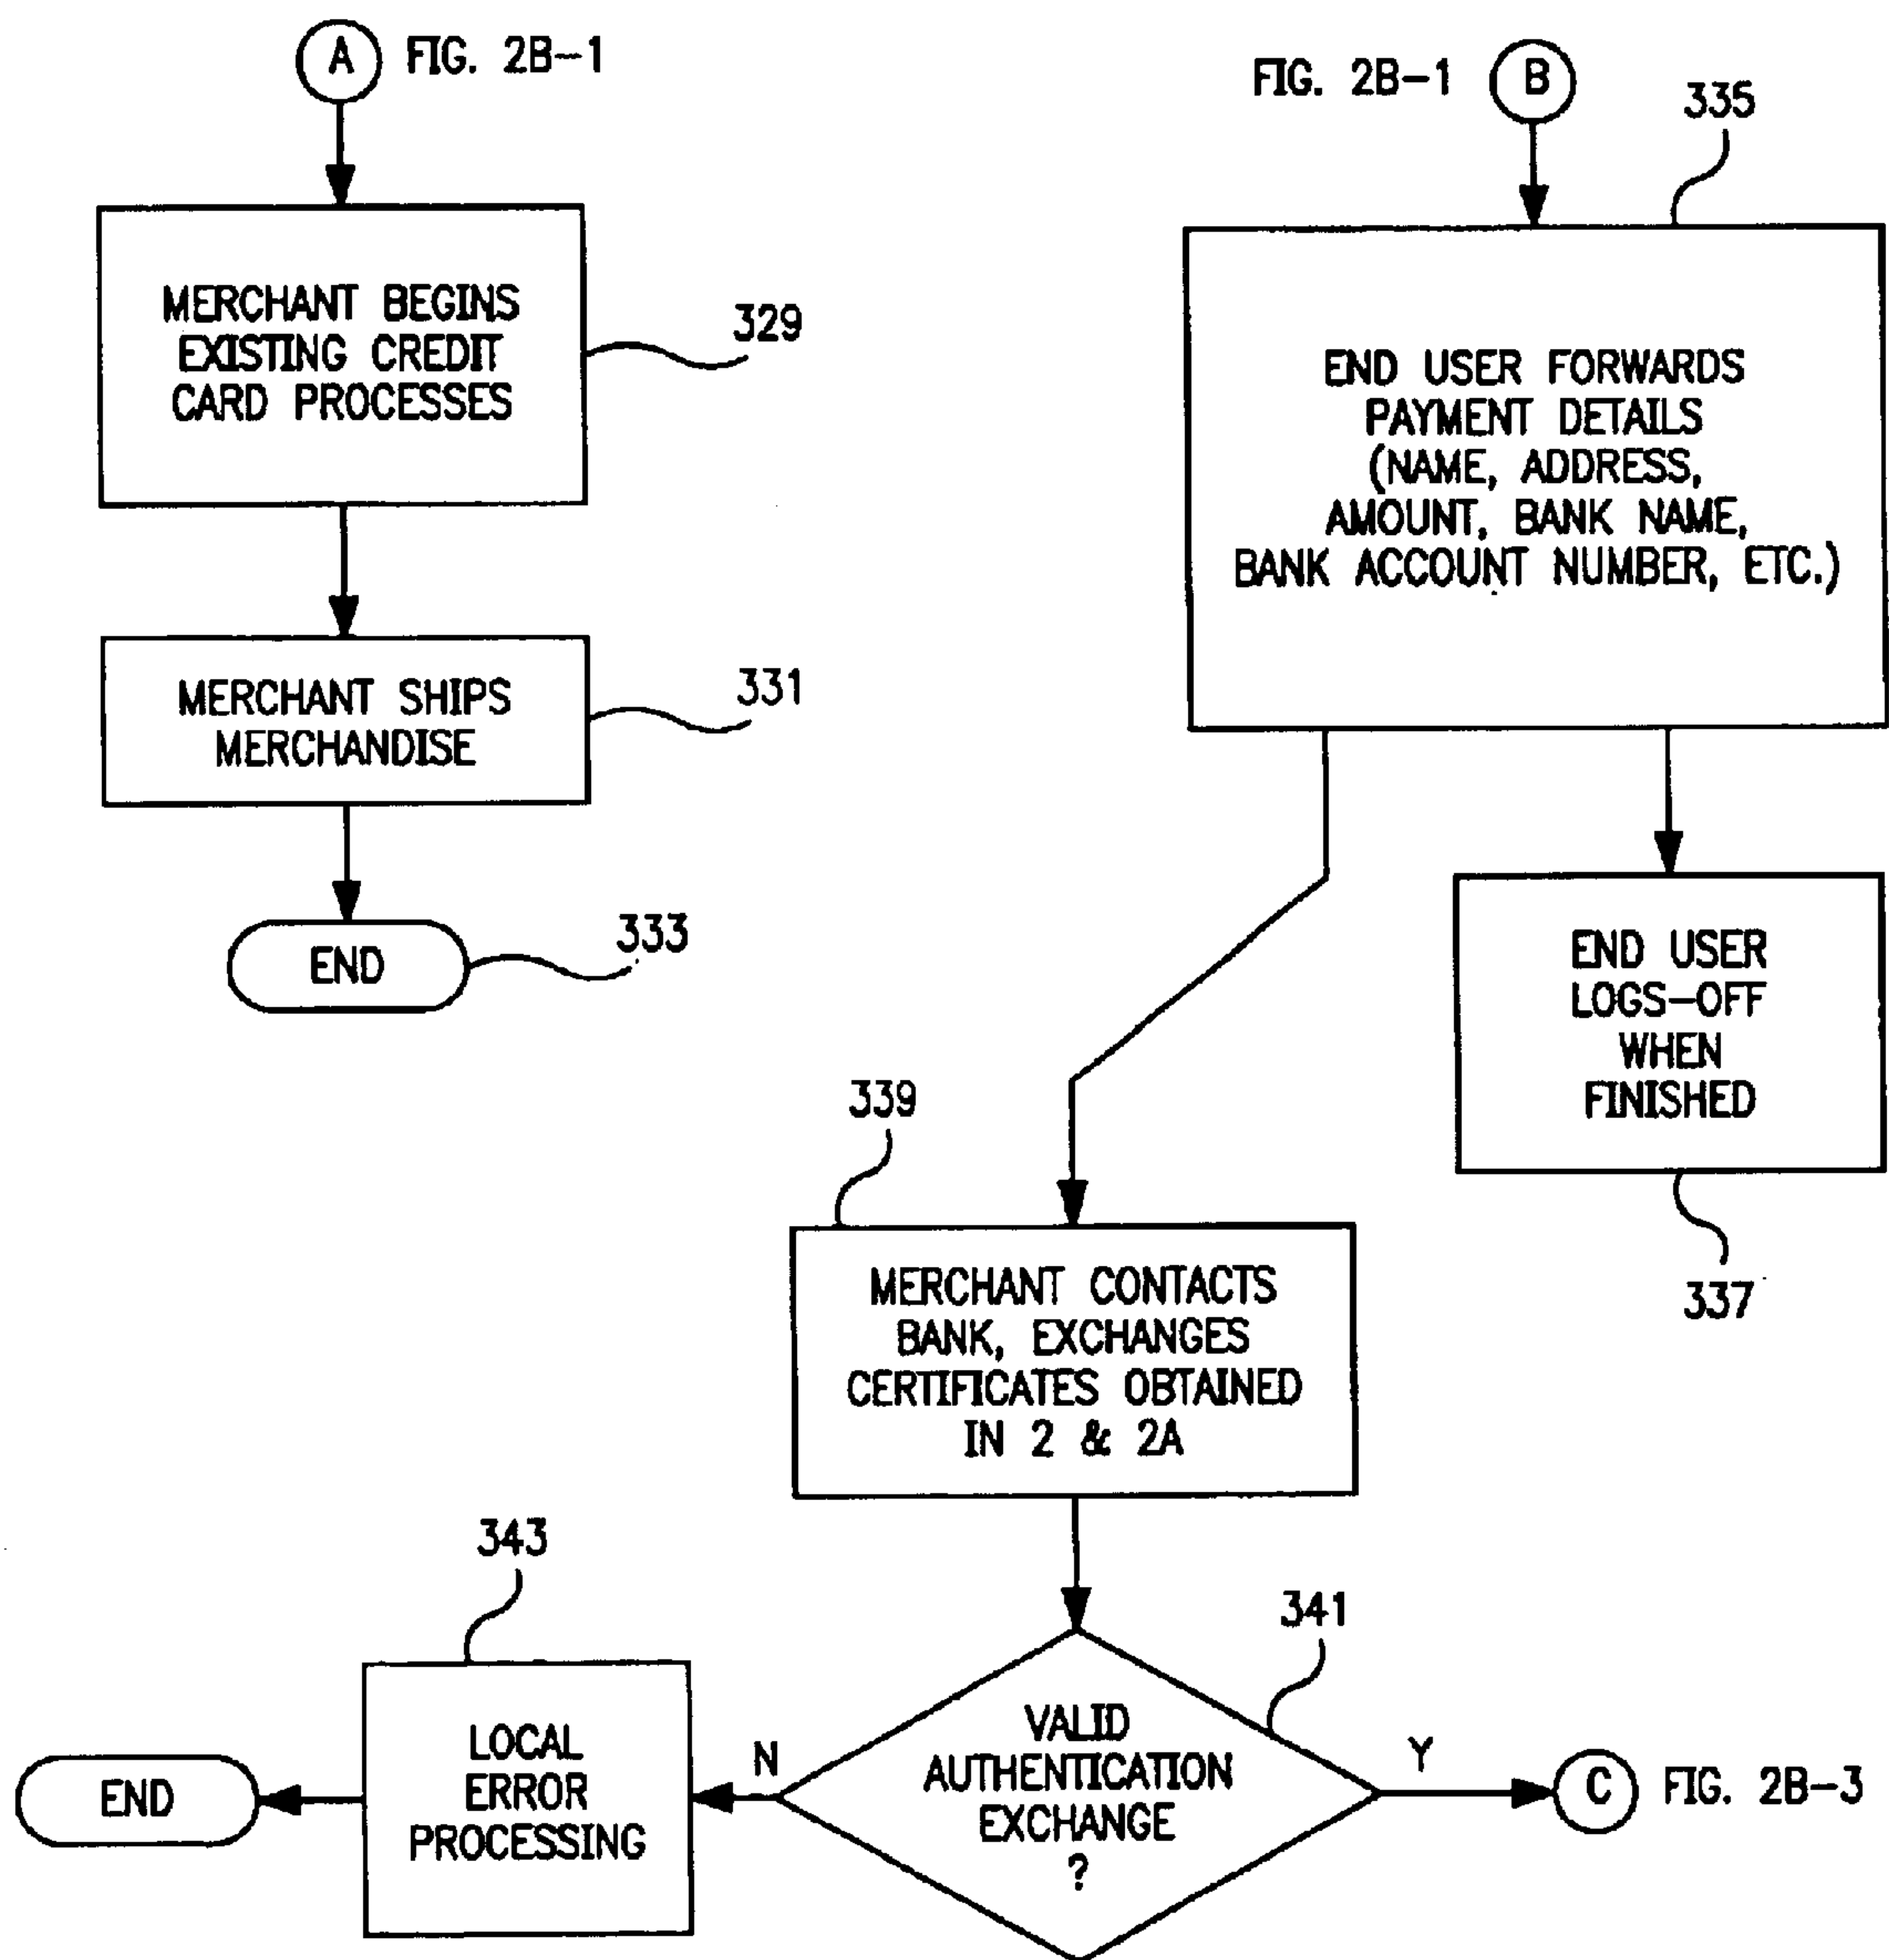 A FIG. 2B-1
MERCHANT BEGINS
EXISTING CREDIT
CARD PROCESSES
329
MERCHANT SHIPS
MERCHANDISE
331
END
333
FIG. 2B-1 B
335
END USER FORWARDS
PAYMENT DETAILS
(NAME, ADDRESS,
AMOUNT, BANK NAME,
BANK ACCOUNT NUMBER, ETC.)
END USER
LOGS-OFF
WHEN
FINISHED
337
339
MERCHANT CONTACTS
BANK, EXCHANGES
CERTIFICATES OBTAINED
IN 2 & 2A
341
VALID
AUTHENTICATION
EXCHANGE
?
N
343
LOCAL
ERROR
PROCESSING
END
Y
C FIG. 2B-3